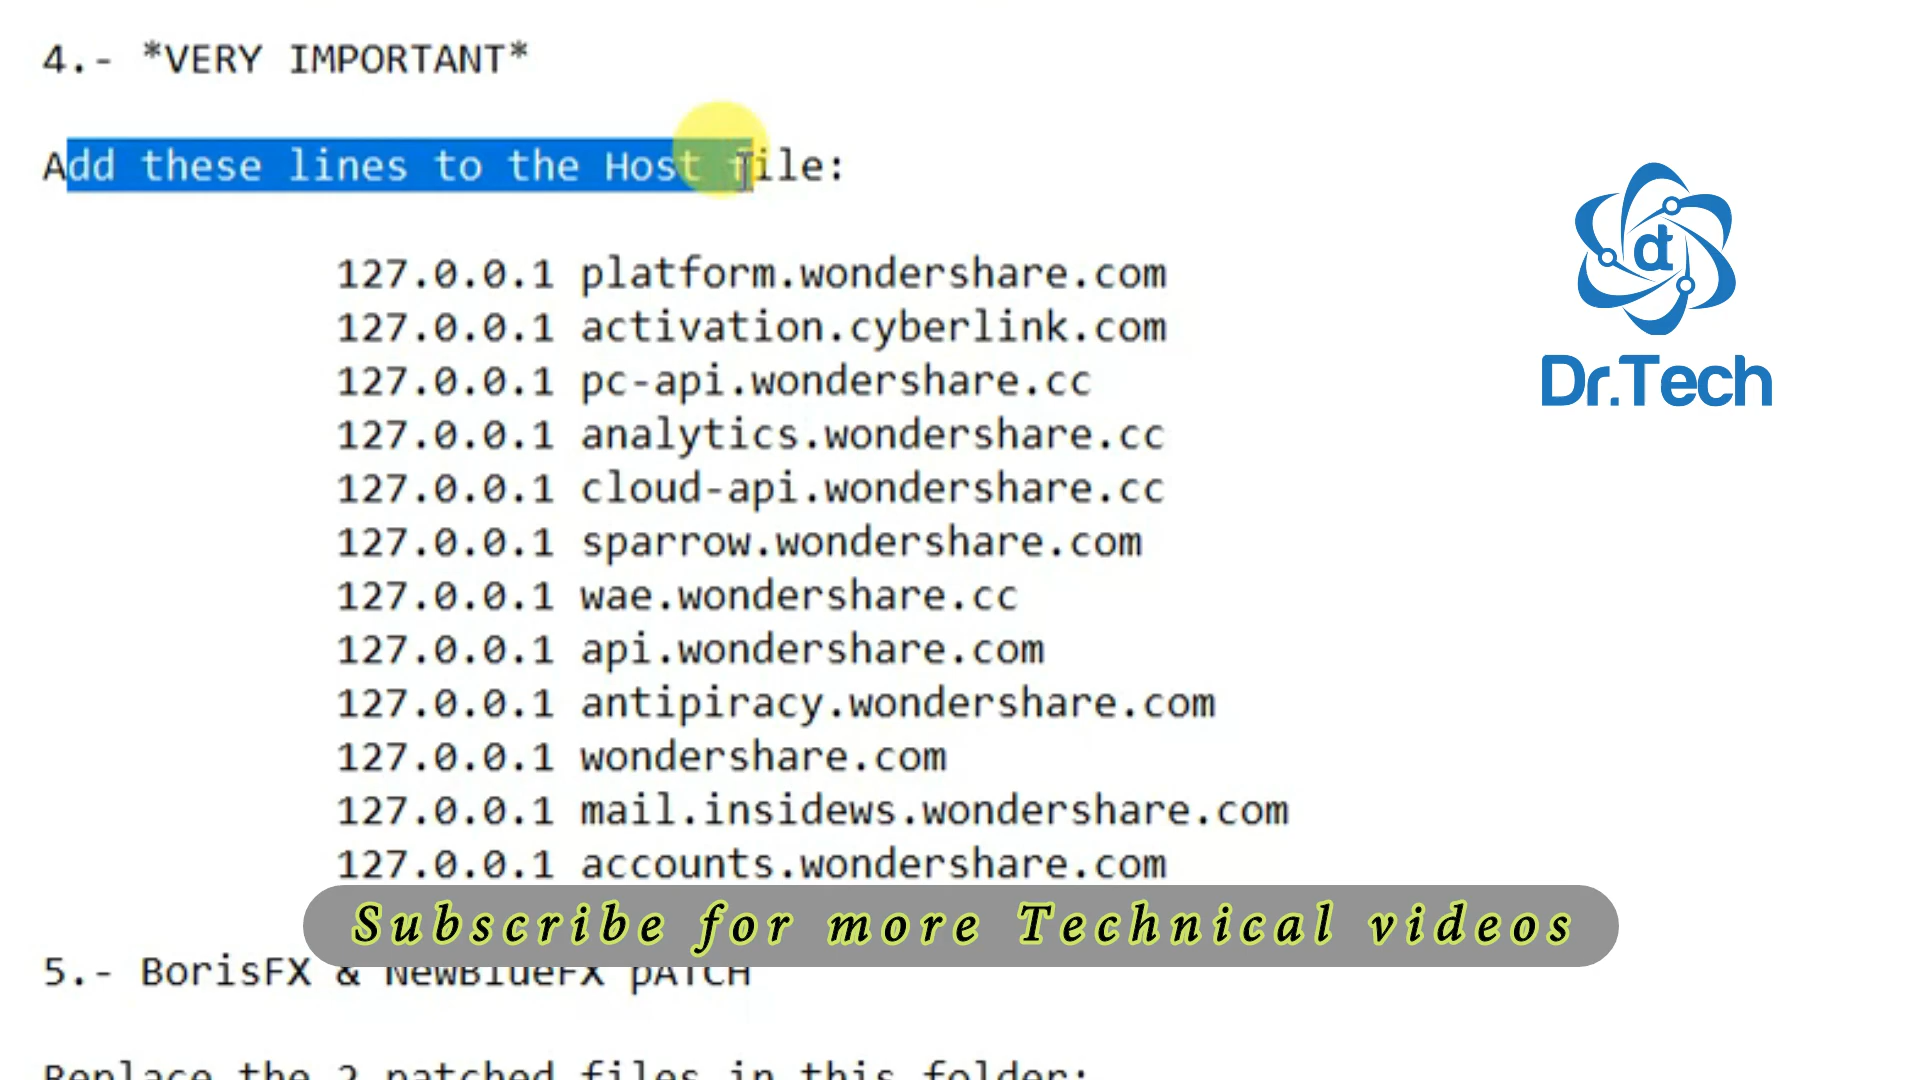 4.- *VERY IMPORTANT*
Add these lines to the Host file:
127.0.0.1 platform.wondershare.com
127.0.0.1 activation.cyberlink.com
127.0.0.1 pc-api.wondershare.cc
127.0.0.1 analytics.wondershare.cc
127.0.0.1 cloud-api.wondershare.cc
127.0.0.1 sparrow.wondershare.com
127.0.0.1 wae.wondershare.cc
127.0.0.1 api.wondershare.com
127.0.0.1 antipiracy.wondershare.com
127.0.0.1 wondershare.com
127.0.0.1 mail.insidews.wondershare.com
127.0.0.1 accounts.wondershare.com
dt
Dr.Tech
Subscribe for more Technical videos
5.- BorisFX & NewBlueFX pATCH
Replace the 2 patched files in this folder: